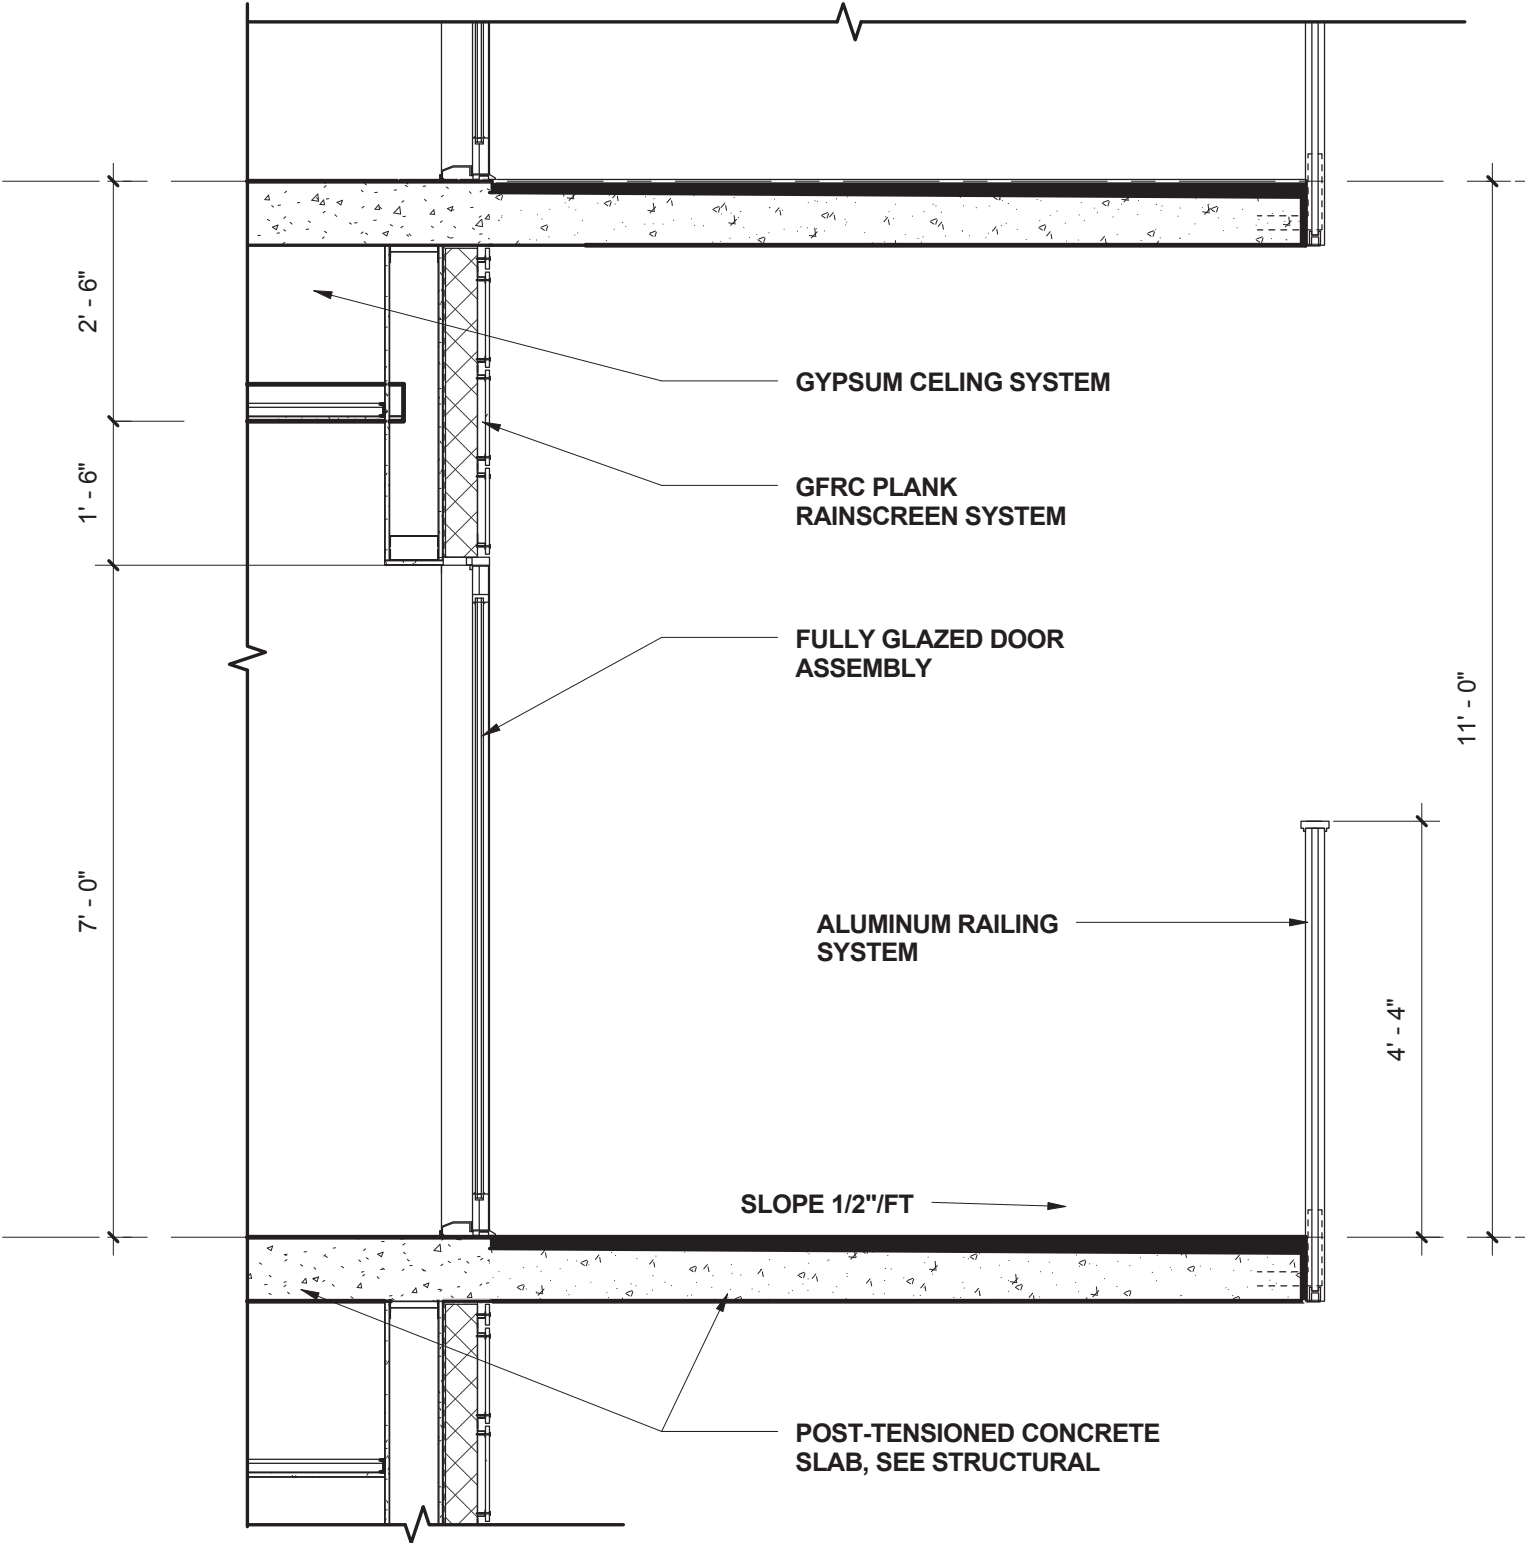 2' - 6"
GYPSUM CELING SYSTEM
1' - 6"
GFRC PLANK
RAINSCREEN SYSTEM
FULLY GLAZED DOOR
ASSEMBLY
11' - 0"
7' - 0"
ALUMINUM RAILING
SYSTEM
4' - 4"
SLOPE 1/2"/FT
POST-TENSIONED CONCRETE
SLAB, SEE STRUCTURAL